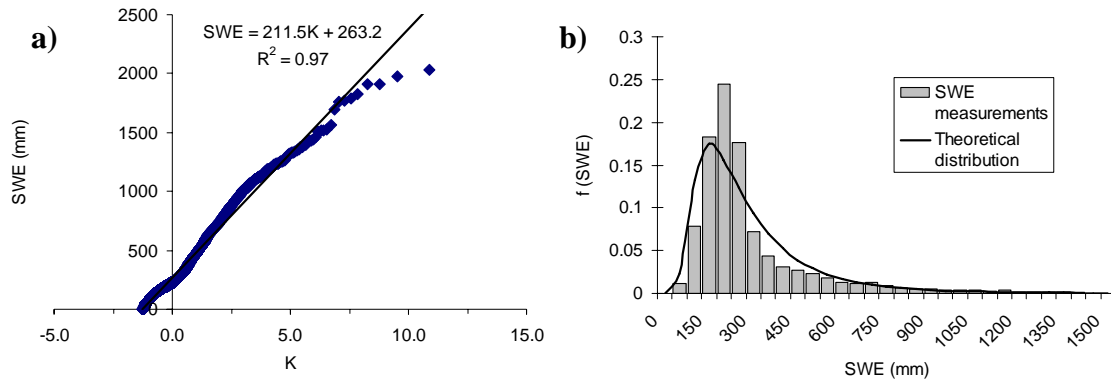 a)
SWE = 211.5K + 263.2
R² = 0.97
SWE (mm)
2500
2000
1500
1000
500
0
-5.0
0.0
5.0
10.0
15.0
K
b)
f (SWE)
0.3
0.25
0.2
0.15
0.1
0.05
0
SWE measurements
Theoretical distribution
0
150
300
450
600
750
900
1050
1200
1350
1500
SWE (mm)